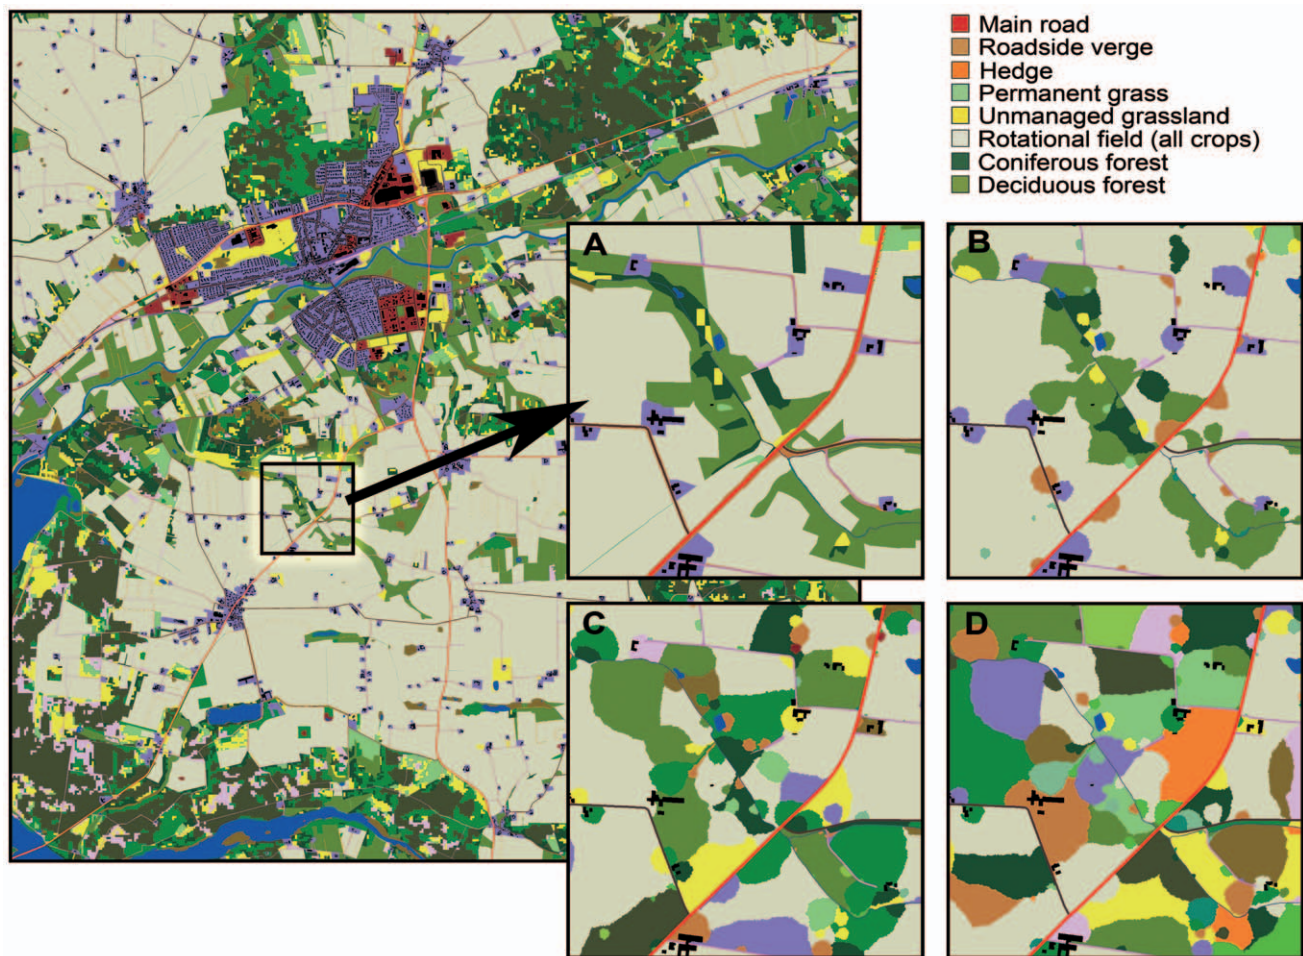 Main road
Roadside verge
Hedge
Permanent grass
Unmanaged grassland
Rotational field (all crops)
Coniferous forest
Deciduous forest
A
B
C
D